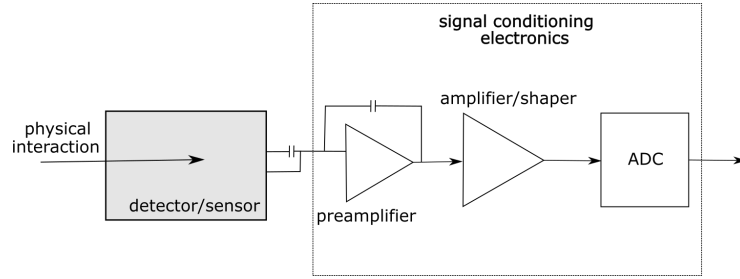 signal conditioning
electronics
amplifier/shaper
physical
interaction
ADC
detector/sensor
preamplifier